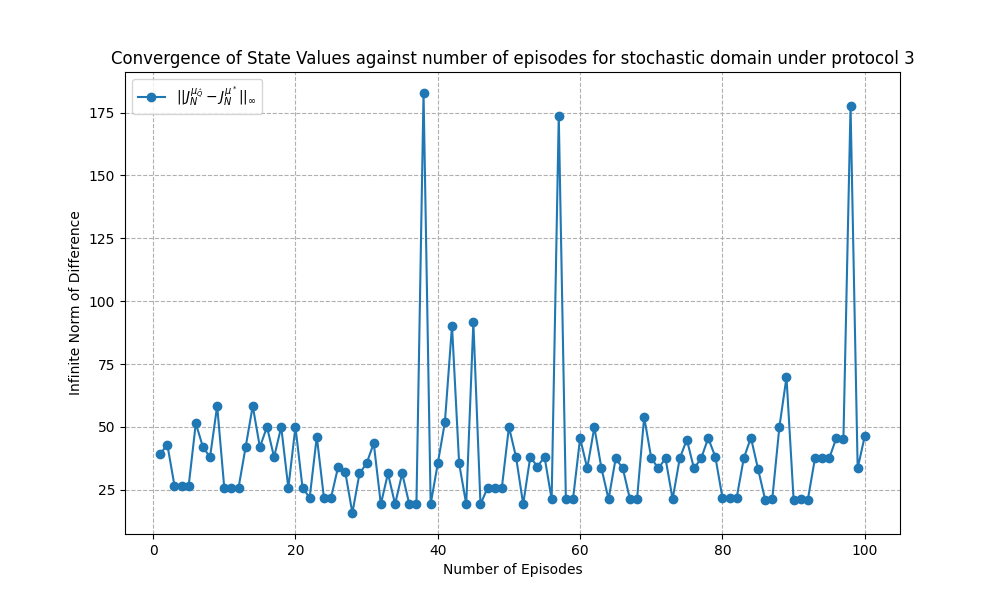 Convergence of State Values against number of episodes for stochastic domain under protocol 3
||J_N^{μ_Q̂} − J_N^{μ*}||_∞
175
150
125
100
75
50
25
Infinite Norm of Difference
0 20 40 60 80 100
Number of Episodes